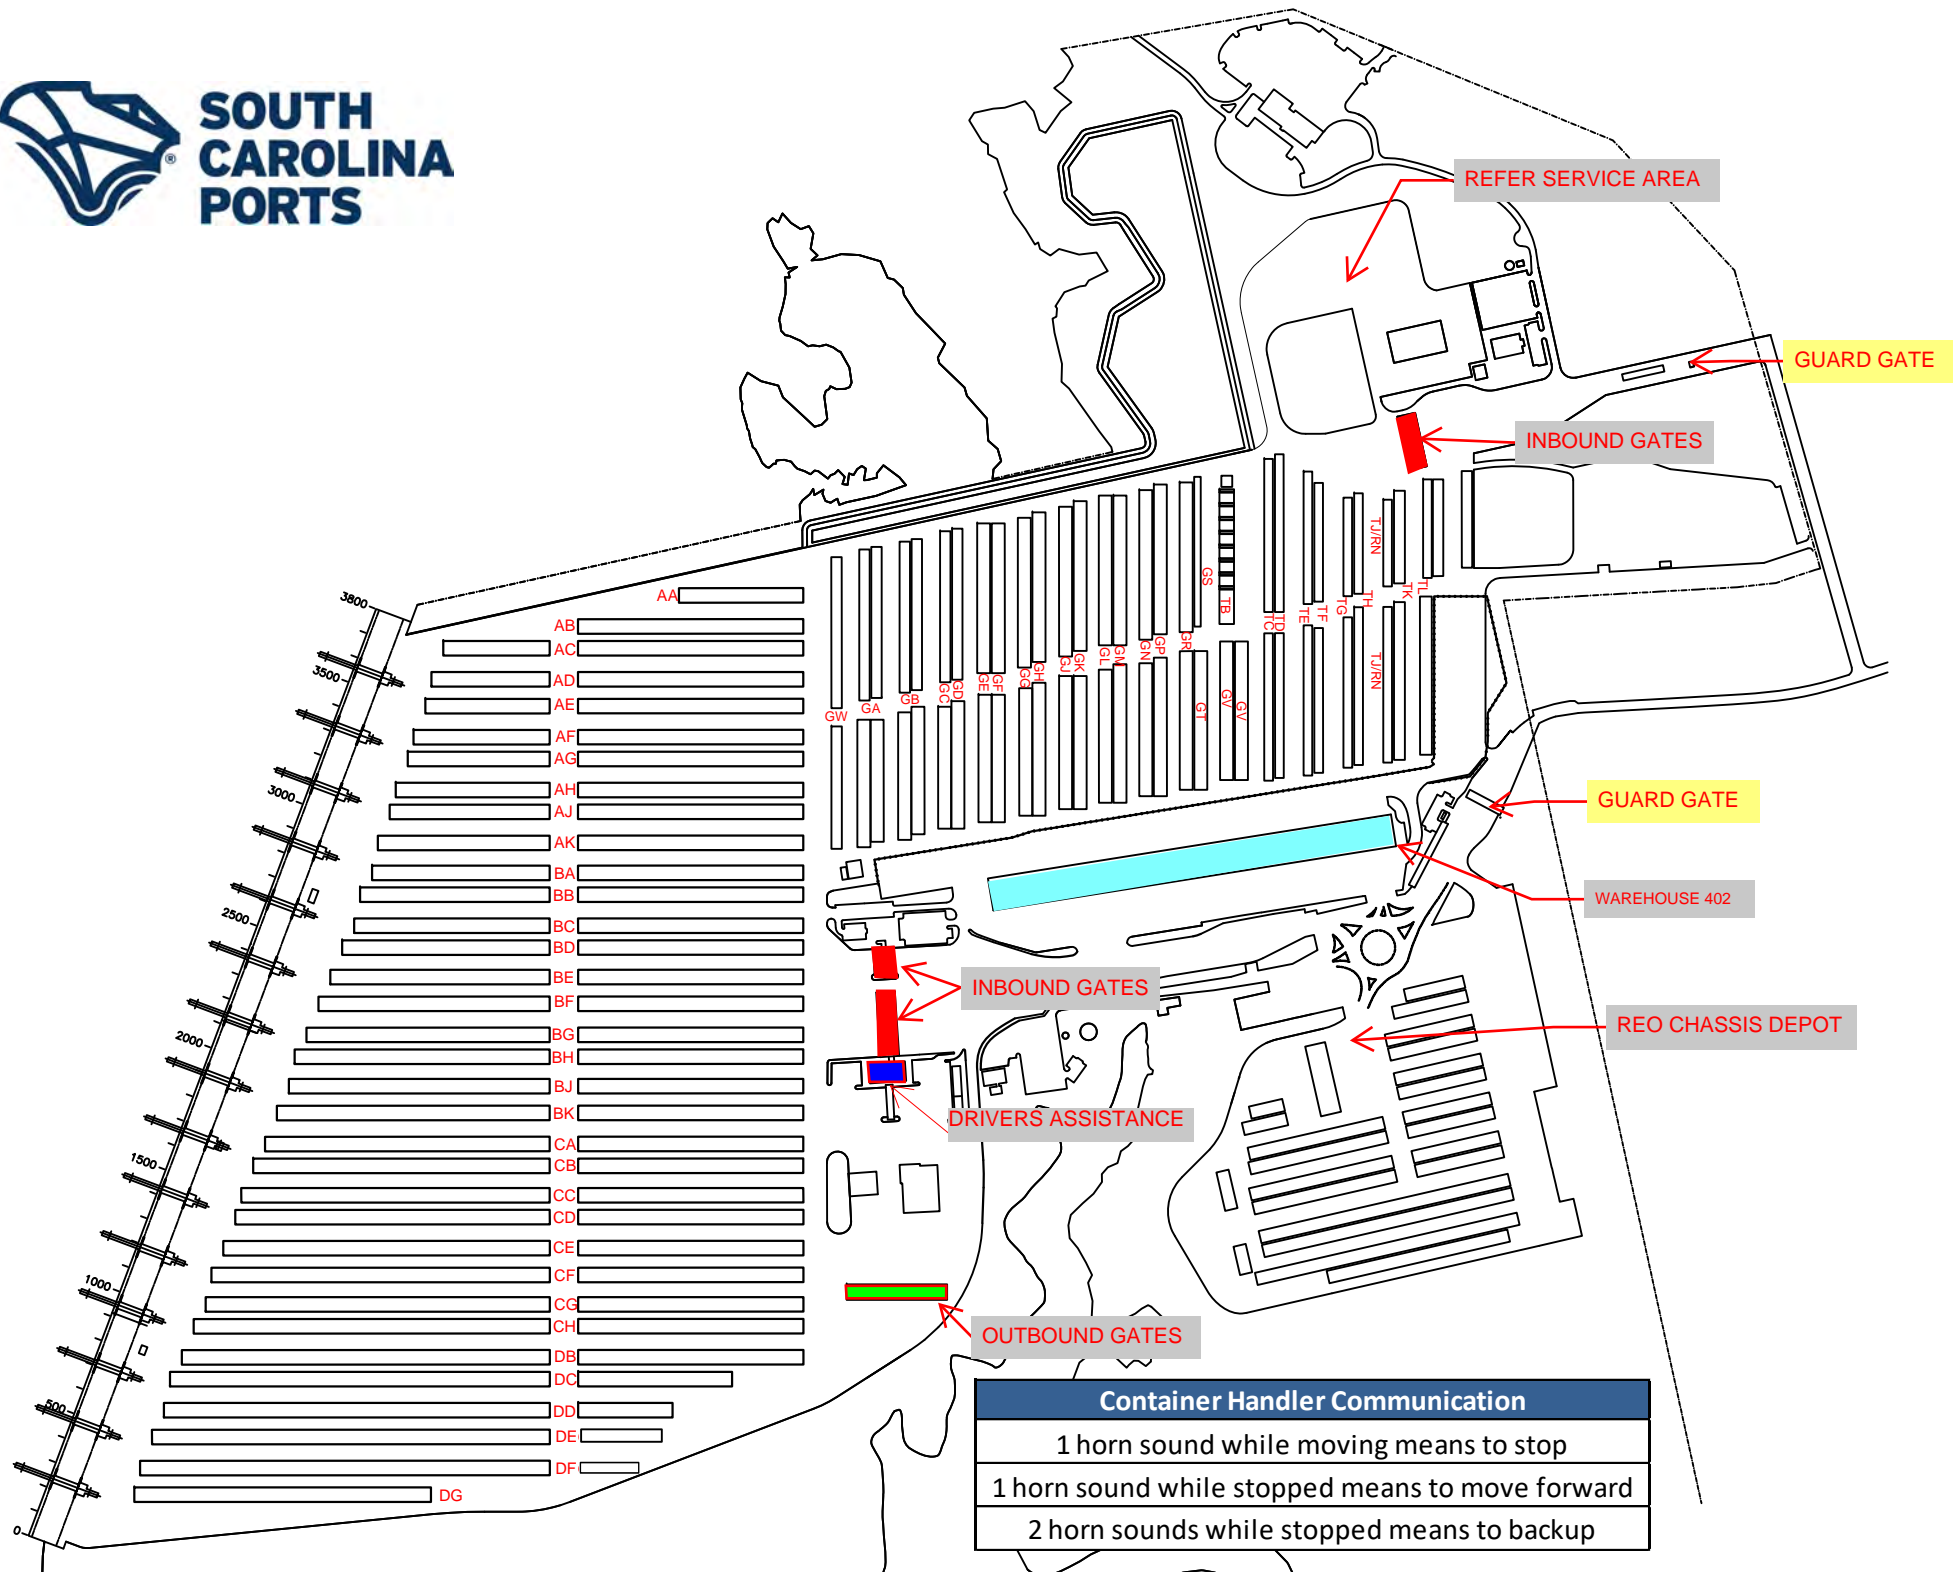 SOUTH
CAROLINA
PORTS
®
REFER SERVICE AREA
GUARD GATE
INBOUND GATES
3800
3500
3000
2500
2000
1500
1000
500
0
AA
AB
AC
AD
AE
AF
AG
AH
AJ
AK
BA
BB
BC
BD
BE
BF
BG
BH
BJ
BK
CA
CB
CC
CD
CE
CF
CG
CH
DB
DC
DD
DE
DF
DG
GW
GA
GB
GC
GD
GE
GF
GG
GH
GJ
GK
GL
GM
GN
GP
GR
GS
GT
TB
GV
GV
TC
TD
TE
TF
TG
TH
TJ/RN
TJ/RN
TK
TL
GUARD GATE
WAREHOUSE 402
INBOUND GATES
REO CHASSIS DEPOT
DRIVERS ASSISTANCE
OUTBOUND GATES
Container Handler Communication
1 horn sound while moving means to stop
1 horn sound while stopped means to move forward
2 horn sounds while stopped means to backup